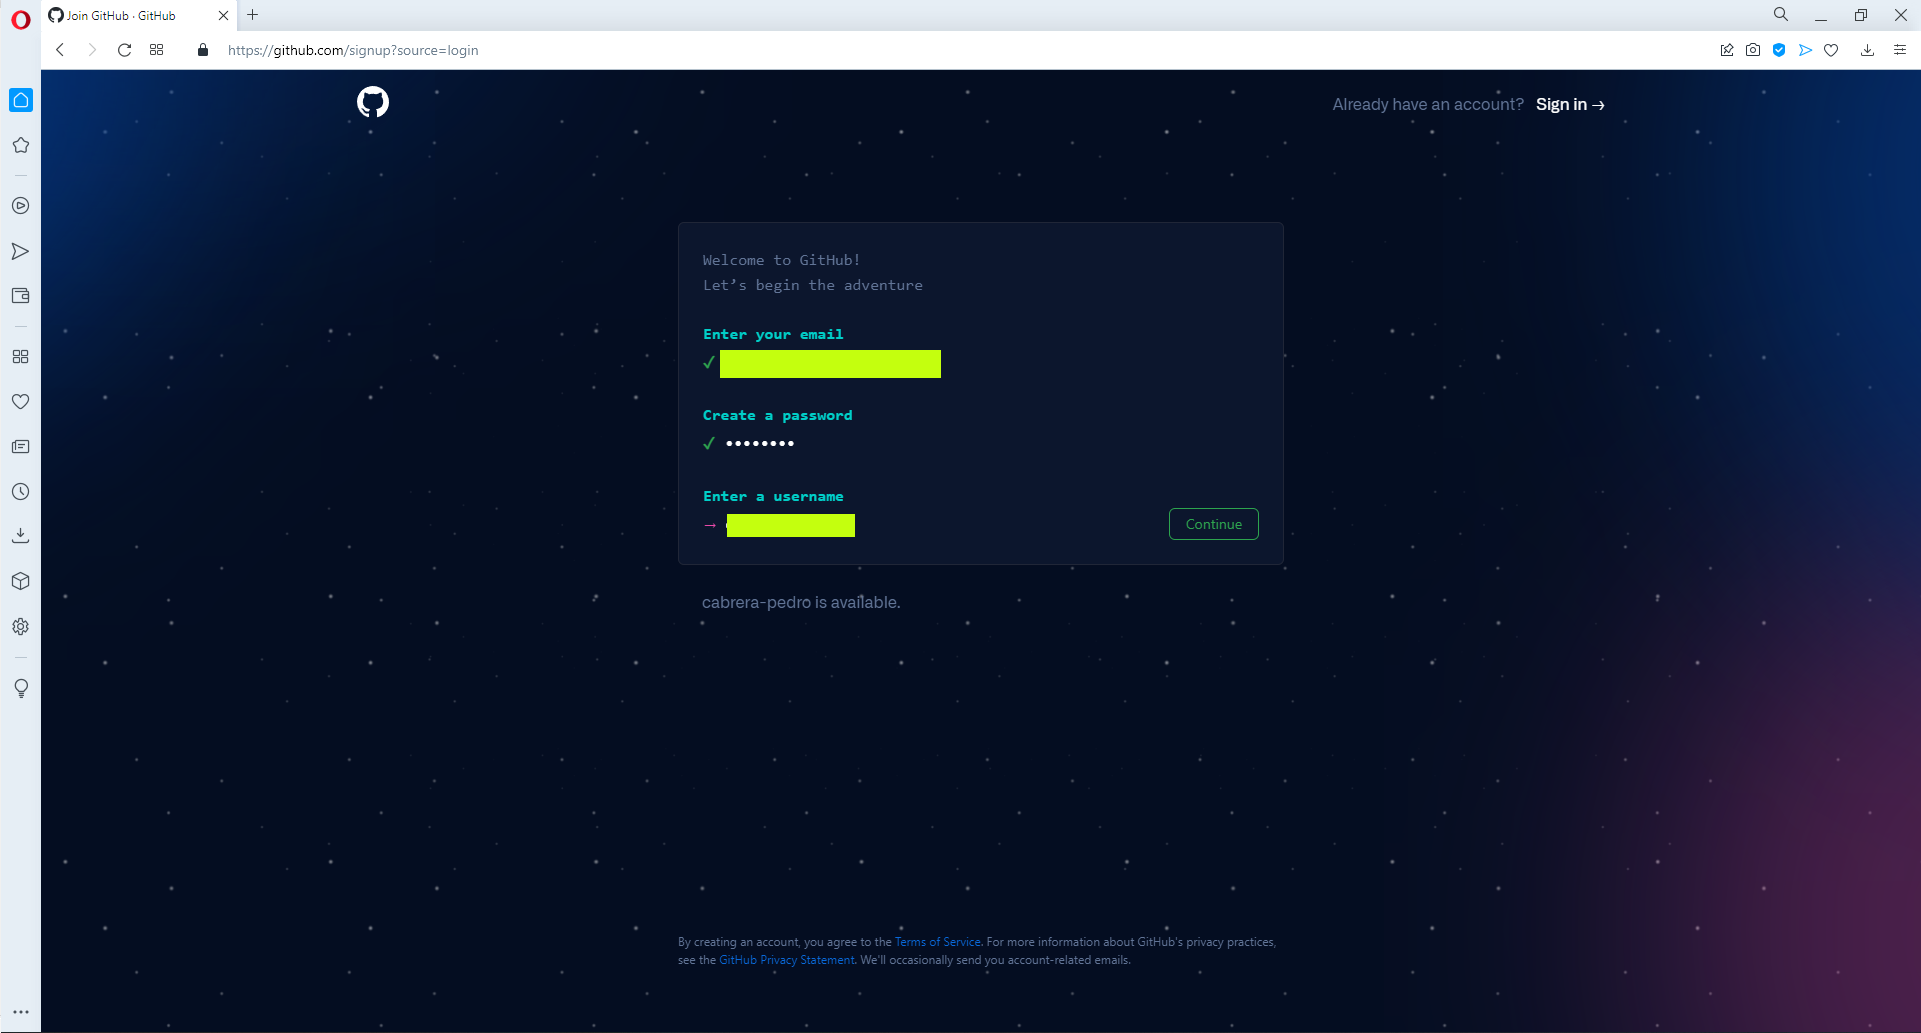 Join GitHub · GitHub
https://github.com/signup?source=login
Already have an account? Sign in →
Welcome to GitHub!
Let’s begin the adventure
Enter your email
✓
Create a password
✓ ••••••••
Enter a username
→
Continue
cabrera-pedro is available.
By creating an account, you agree to the Terms of Service. For more information about GitHub's privacy practices,
see the GitHub Privacy Statement. We'll occasionally send you account-related emails.